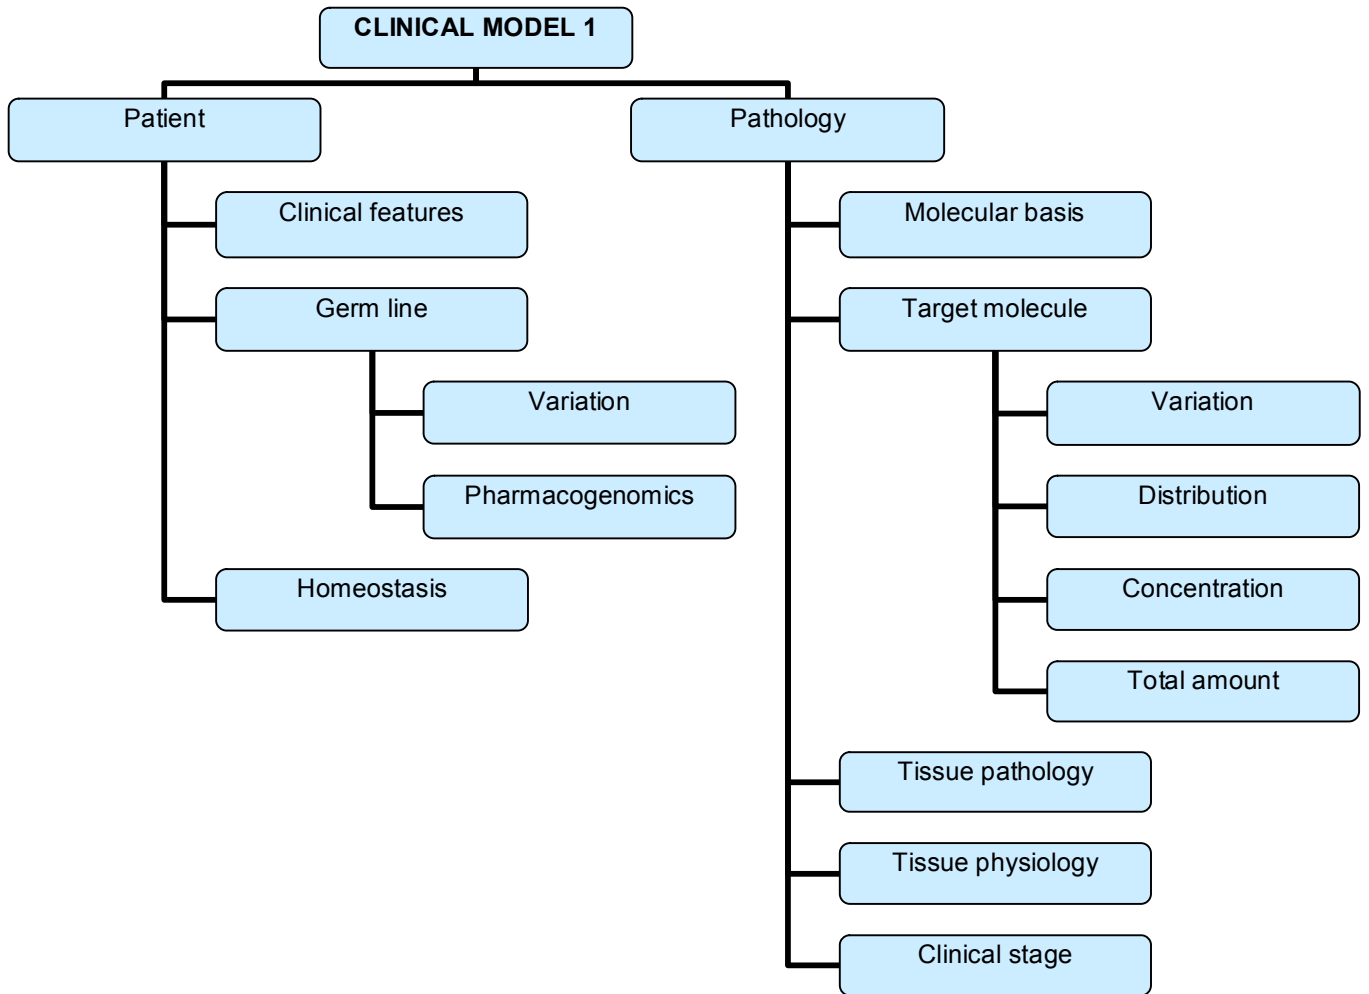 CLINICAL MODEL 1
Patient
Pathology
Clinical features
Molecular basis
Germ line
Target molecule
Variation
Variation
Pharmacogenomics
Distribution
Homeostasis
Concentration
Total amount
Tissue pathology
Tissue physiology
Clinical stage